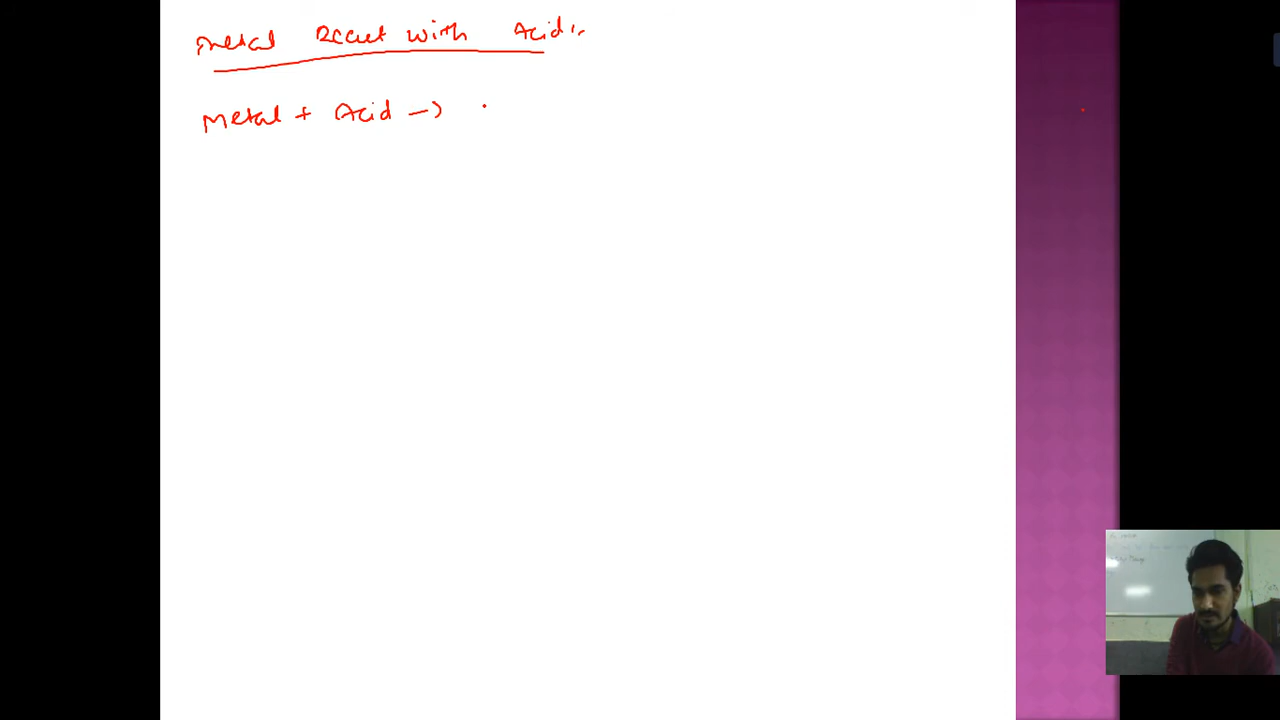 Metal React with Acid.
Metal + Acid →